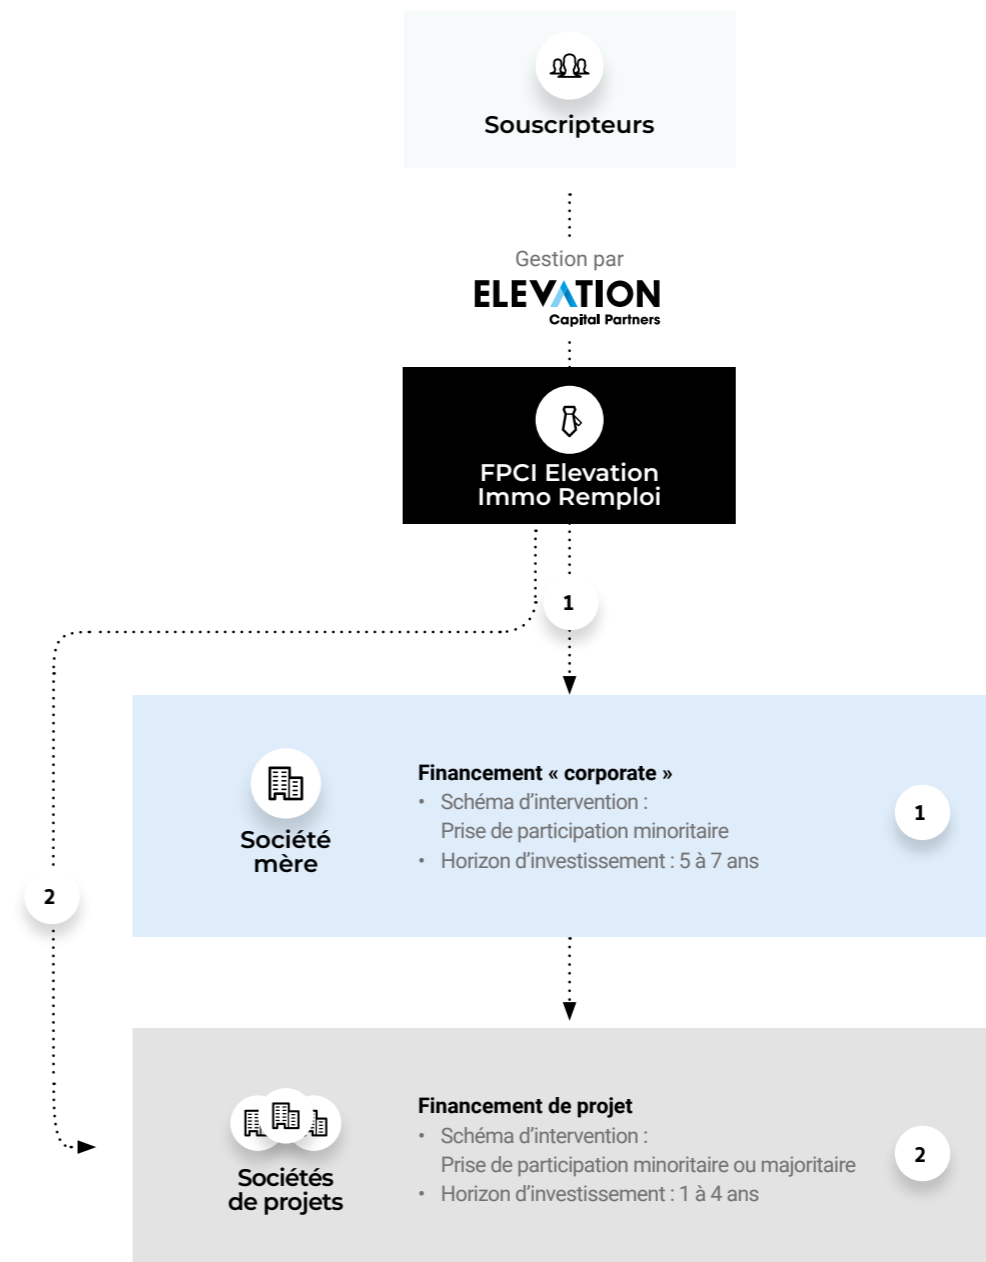 Souscripteurs
Gestion par
ELEVATION
Capital Partners
FPCI Elevation
Immo Remploi
1
Société
mère
Financement « corporate »
• Schéma d’intervention :
Prise de participation minoritaire
• Horizon d’investissement : 5 à 7 ans
1
2
Sociétés
de projets
Financement de projet
• Schéma d’intervention :
Prise de participation minoritaire ou majoritaire
• Horizon d’investissement : 1 à 4 ans
2